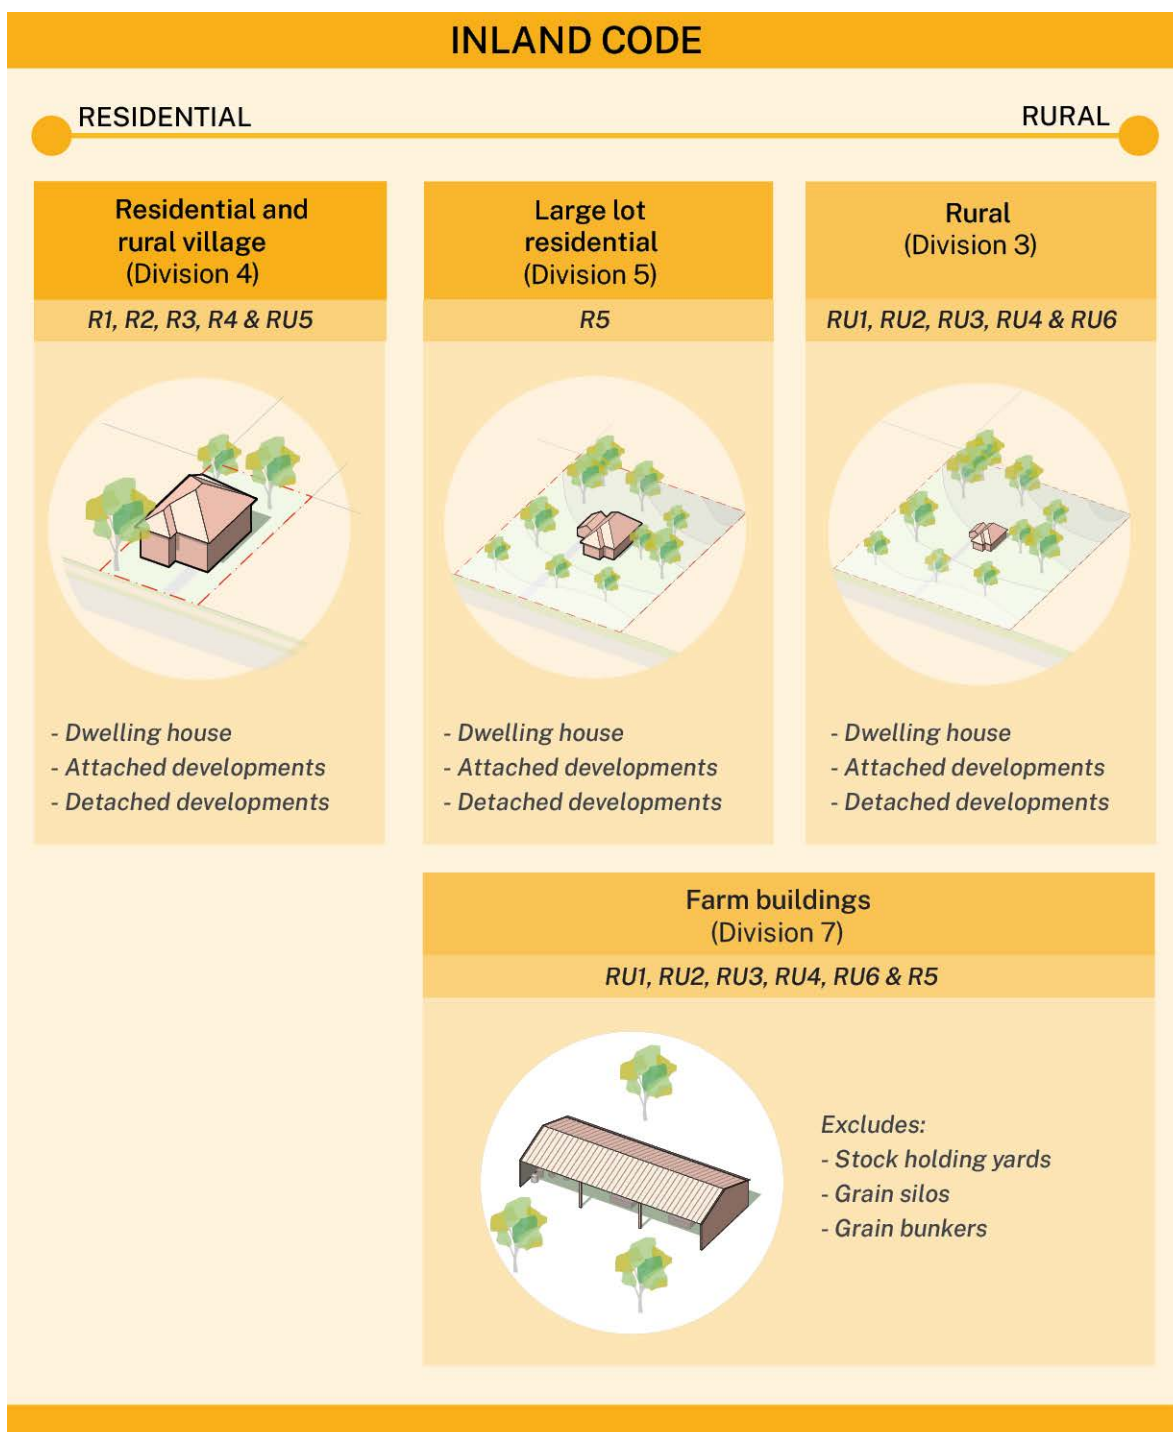 INLAND CODE
RESIDENTIAL
RURAL
Residential and
rural village
(Division 4)
R1, R2, R3, R4 & RU5
- Dwelling house
- Attached developments
- Detached developments
Large lot
residential
(Division 5)
R5
- Dwelling house
- Attached developments
- Detached developments
Rural
(Division 3)
RU1, RU2, RU3, RU4 & RU6
- Dwelling house
- Attached developments
- Detached developments
Farm buildings
(Division 7)
RU1, RU2, RU3, RU4, RU6 & R5
Excludes:
- Stock holding yards
- Grain silos
- Grain bunkers